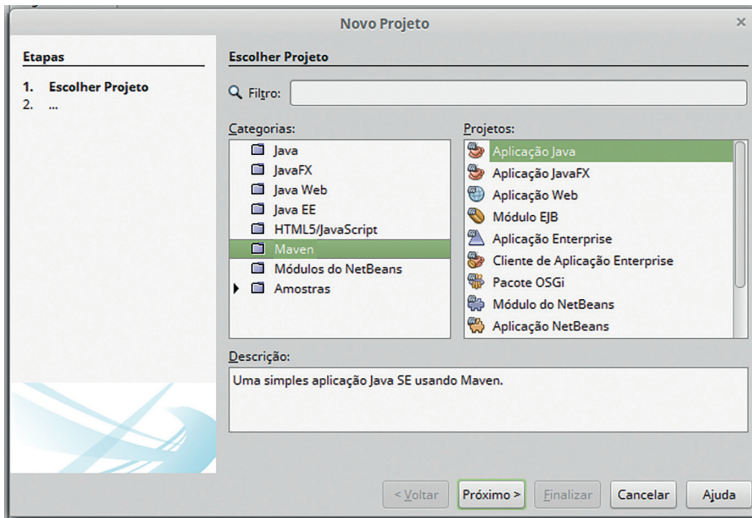 Novo Projeto
Etapas
1. Escolher Projeto
2. ...
Escolher Projeto
Filtro:
Categorias:
Java
JavaFX
Java Web
Java EE
HTML5/JavaScript
Maven
Módulos do NetBeans
Amostras
Projetos:
Aplicação Java
Aplicação JavaFX
Aplicação Web
Módulo EJB
Aplicação Enterprise
Cliente de Aplicação Enterprise
Pacote OSGi
Módulo do NetBeans
Aplicação NetBeans
Descrição:
Uma simples aplicação Java SE usando Maven.
< Voltar
Próximo >
Finalizar
Cancelar
Ajuda